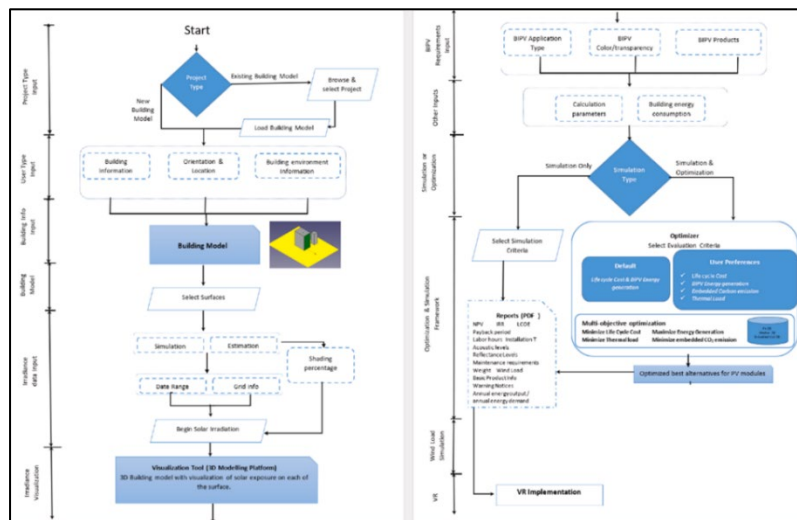 Start
Project Type
Input
Project
Type
Existing Building Model
Browse &
select Project
New
Building
Model
Load Building Model
User Type
Input
Building
Information
Orientation &
Location
Building environment
Information
Building Info
Input
Building Model
Building
Model
Select Surfaces
Irradiance
data Input
Simulation
Estimation
Shading
percentage
Date Range
Grid info
Begin Solar Irradiation
Irradiance
Visualization
Visualization Tool (3D Modelling Platform)
3D Building model with visualization of solar exposure on each of
the surface.
BIPV
Requirements
Input
BIPV Application
Type
BIPV
Color/transparency
BIPV Products
Other Inputs
Calculation
parameters
Building energy
consumption
Simulation or
Optimization
Simulation Only
Simulation
Type
Simulation &
Optimization
Optimization & Simulation
Framework
Select Simulation
Criteria
Optimizer
Select Evaluation Criteria
Default
Life cycle Cost & BIPV Energy
generation
User Preferences
✓ Life cycle Cost
✓ BIPV Energy generations
✓ Embedded Carbon emission
✓ Thermal Load
Multi-objective optimization
Minimize Life Cycle Cost
Maximize Energy Generation
Minimize Thermal load
Minimize embedded CO₂ emission
Reports (PDF )
NPV IRR LCOE
Payback period
Labor hours Installation T
Acoustic levels
Reflectance Levels
Maintenance requirements
Weight Wind Load
Basic Product Info
Warning Notices
Annual energy output/
annual energy demand
Optimized best alternatives for PV modules
Wind Load
Simulation
VR
VR Implementation